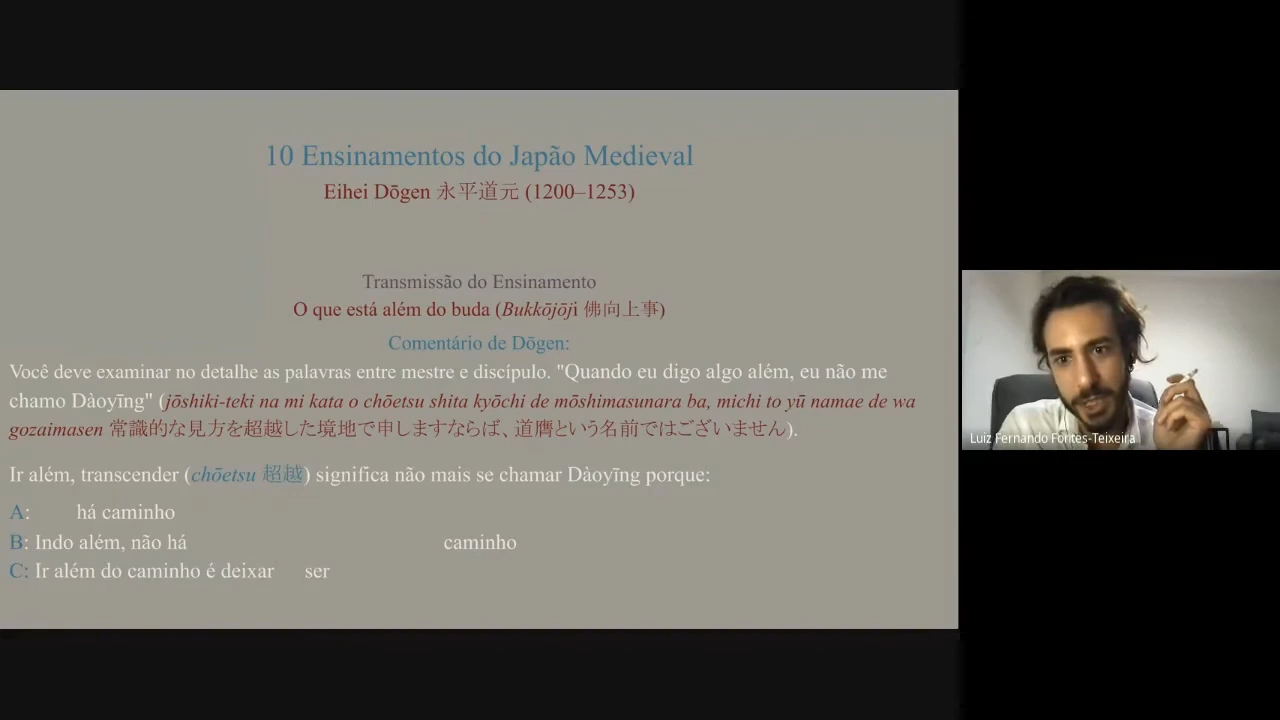 10 Ensinamentos do Japão Medieval
Eihei Dōgen 永平道元 (1200–1253)
Transmissão do Ensinamento
O que está além do buda (Bukkōjōji 佛向上事)
Comentário de Dōgen:
Você deve examinar no detalhe as palavras entre mestre e discípulo. "Quando eu digo algo além, eu não me
chamo Dàoyīng" (jōshiki-teki na mi kata o chōetsu shita kyōchi de mōshimasunara ba, michi to yū namae de wa
gozaimasen 常識的な見方を超越した境地で申しますならば、道膺という名前ではございません).
Ir além, transcender (chōetsu 超越) significa não mais se chamar Dàoyīng porque:
A: há caminho
B: Indo além, não há caminho
C: Ir além do caminho é deixar ser
Luiz Fernando Fontes-Teixeira